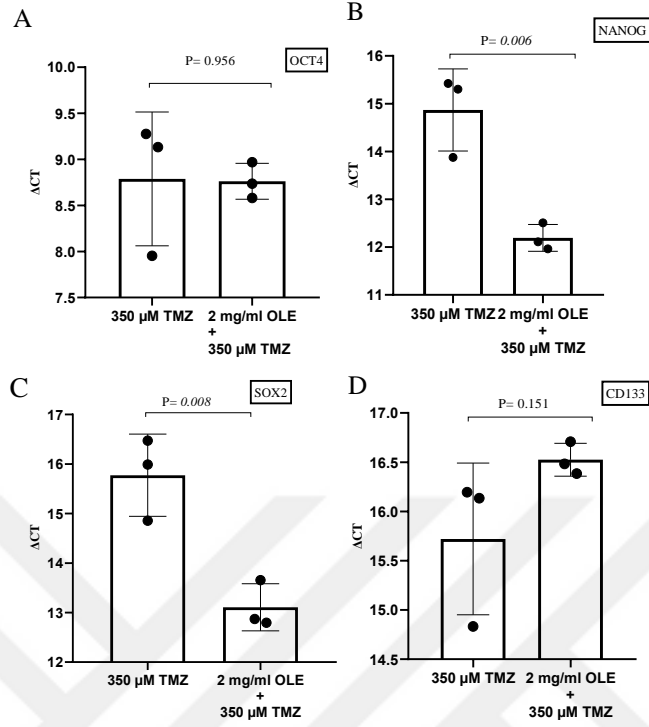 A
P= 0.956
OCT4
10.0
9.5
9.0
8.5
8.0
7.5
ΔCT
350 µM TMZ
2 mg/ml OLE
+
350 µM TMZ
B
P= 0.006
NANOG
16
15
14
13
12
11
ΔCT
350 µM TMZ
2 mg/ml OLE
+
350 µM TMZ
C
P= 0.008
SOX2
17
16
15
14
13
12
ΔCT
350 µM TMZ
2 mg/ml OLE
+
350 µM TMZ
D
P= 0.151
CD133
17.0
16.5
16.0
15.5
15.0
14.5
ΔCT
350 µM TMZ
2 mg/ml OLE
+
350 µM TMZ